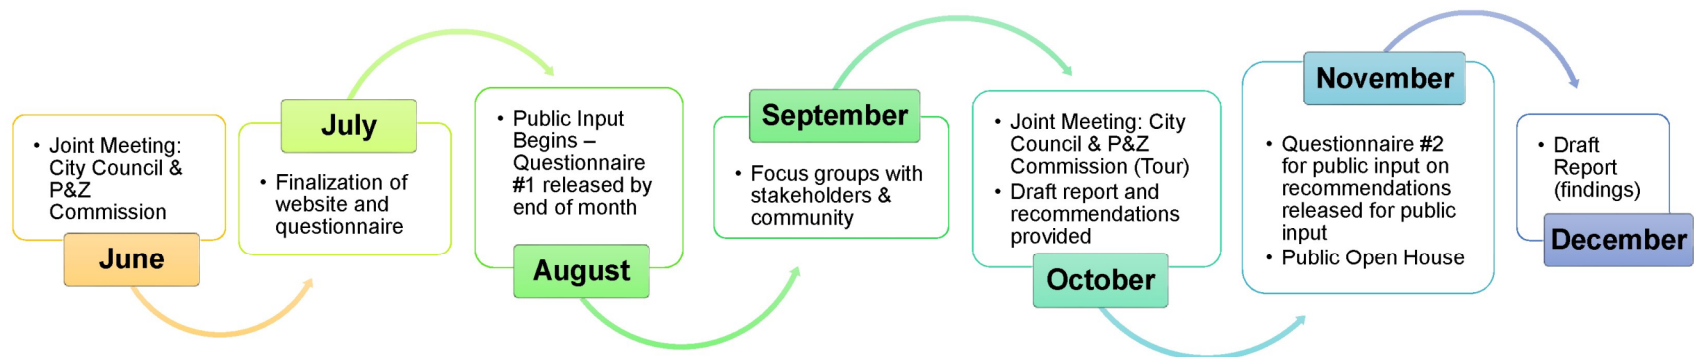 • Joint Meeting:
City Council &
P&Z
Commission
June
July
• Finalization of
website and
questionnaire
• Public Input
Begins –
Questionnaire
#1 released by
end of month
August
September
• Focus groups with
stakeholders &
community
• Joint Meeting: City
Council & P&Z
Commission (Tour)
• Draft report and
recommendations
provided
October
November
• Questionnaire #2
for public input on
recommendations
released for public
input
• Public Open House
• Draft
Report
(findings)
December